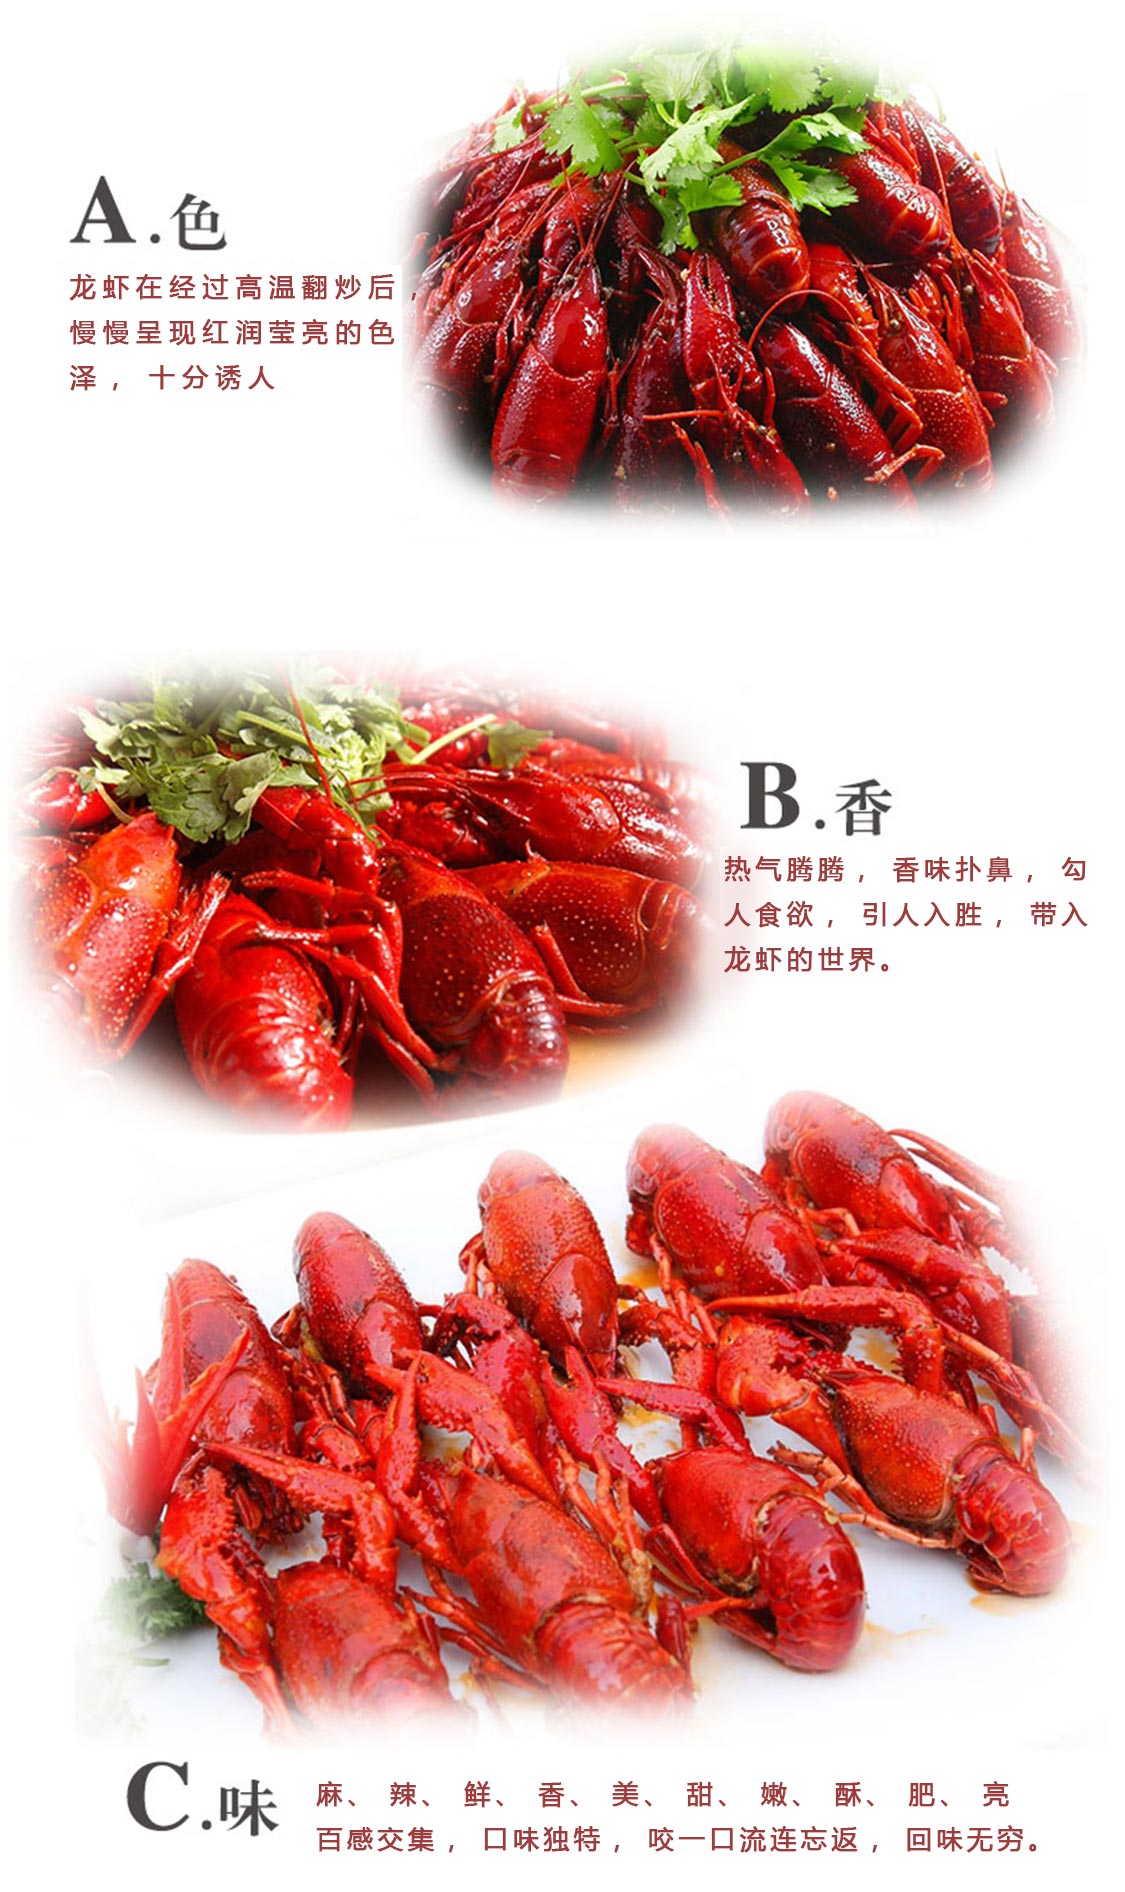 A.色
龙虾在经过高温翻炒后，
慢慢呈现红润莹亮的色
泽，十分诱人
B.香
热气腾腾，香味扑鼻，勾
人食欲，引人入胜，带入
龙虾的世界。
C.味
麻、辣、鲜、香、美、甜、嫩、酥、肥、亮
百感交集，口味独特，咬一口流连忘返，回味无穷。